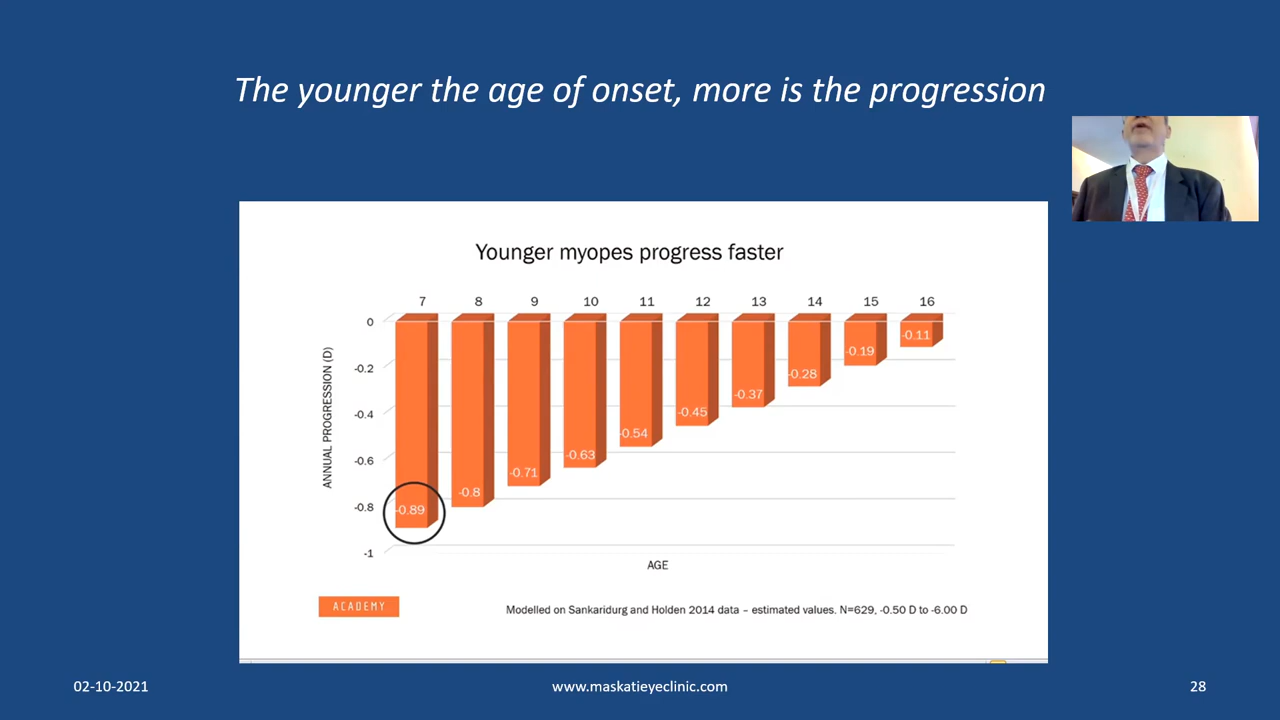 The younger the age of onset, more is the progression
Younger myopes progress faster
7 8 9 10 11 12 13 14 15 16
0
-0.2
-0.4
-0.6
-0.8
-1
ANNUAL PROGRESSION (D)
-0.89
-0.8
-0.71
-0.63
-0.54
-0.45
-0.37
-0.28
-0.19
-0.11
AGE
ACADEMY
Modelled on Sankaridurg and Holden 2014 data – estimated values. N=629, -0.50 D to -6.00 D
02-10-2021
www.maskatieyeclinic.com
28